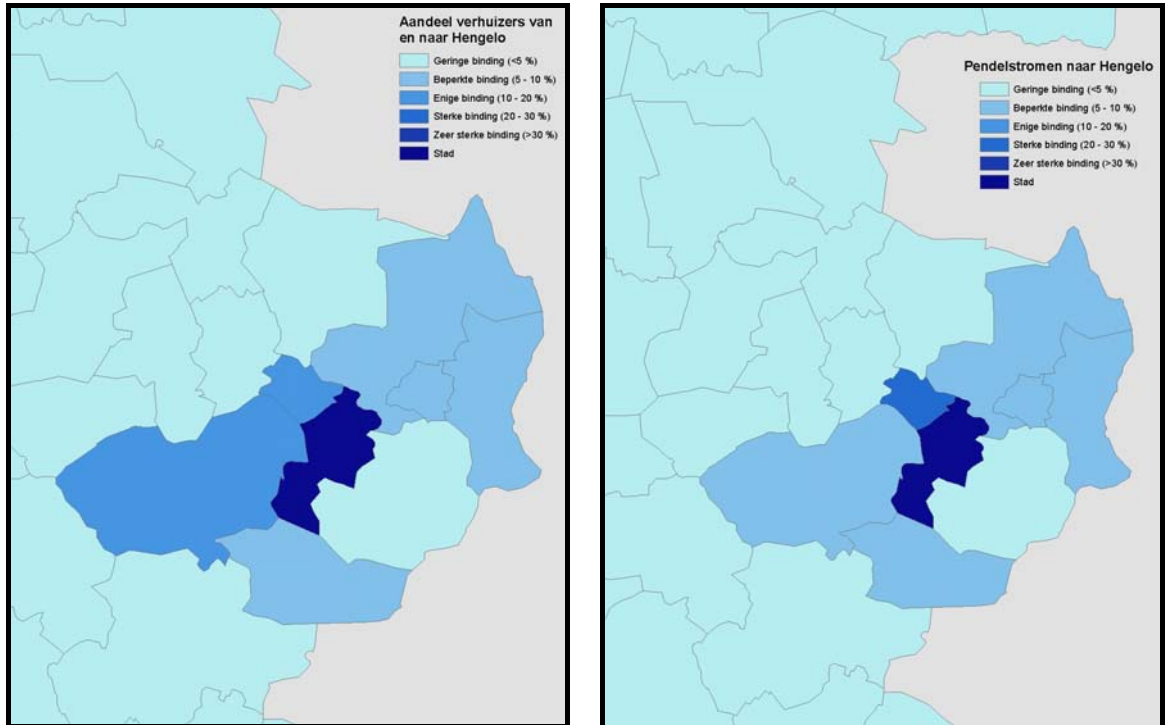 Aandeel verhuizers van
en naar Hengelo
Geringe binding (<5 %)
Beperkte binding (5 - 10 %)
Enige binding (10 - 20 %)
Sterke binding (20 - 30 %)
Zeer sterke binding (>30 %)
Stad
Pendelstromen naar Hengelo
Geringe binding (<5 %)
Beperkte binding (5 - 10 %)
Enige binding (10 - 20 %)
Sterke binding (20 - 30 %)
Zeer sterke binding (>30 %)
Stad